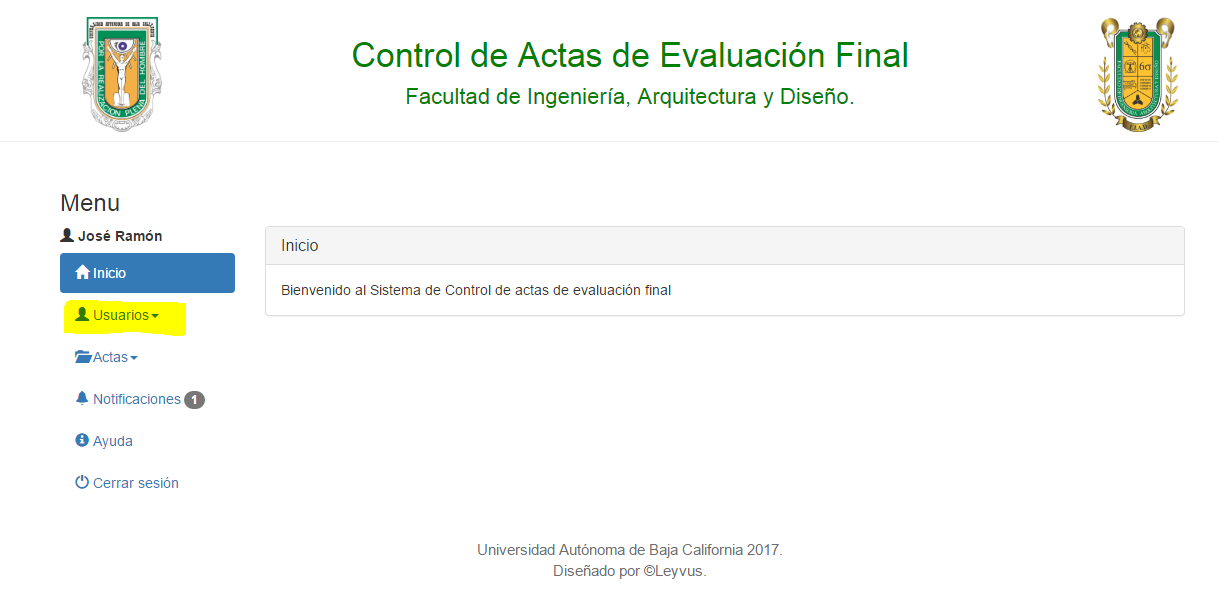 POR LA REALIZACION PLENA DEL HOMBRE
Control de Actas de Evaluación Final
Facultad de Ingeniería, Arquitectura y Diseño.
Menu
José Ramón
Inicio
Usuarios
Actas
Notificaciones 1
Ayuda
Cerrar sesión
Inicio
Bienvenido al Sistema de Control de actas de evaluación final
Universidad Autónoma de Baja California 2017.
Diseñado por ©Leyvus.